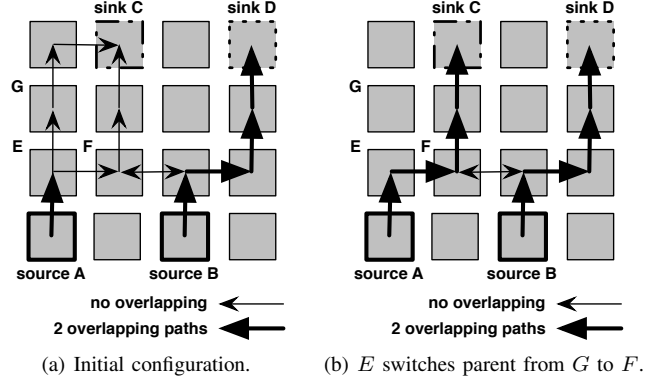 sink C sink D sink C sink D
G G
E F E F
source A source B source A source B
no overlapping no overlapping
2 overlapping paths 2 overlapping paths
(a) Initial configuration. (b) E switches parent from G to F.